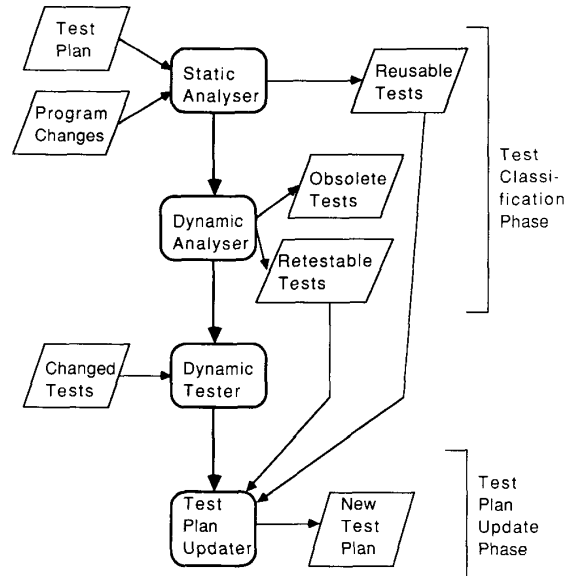 Test
Plan
Static
Analyser
Reusable
Tests
Program
Changes
Test
Classi-
fication
Phase
Obsolete
Tests
Dynamic
Analyser
Retestable
Tests
Changed
Tests
Dynamic
Tester
Test
Plan
Updater
New
Test
Plan
Test
Plan
Update
Phase